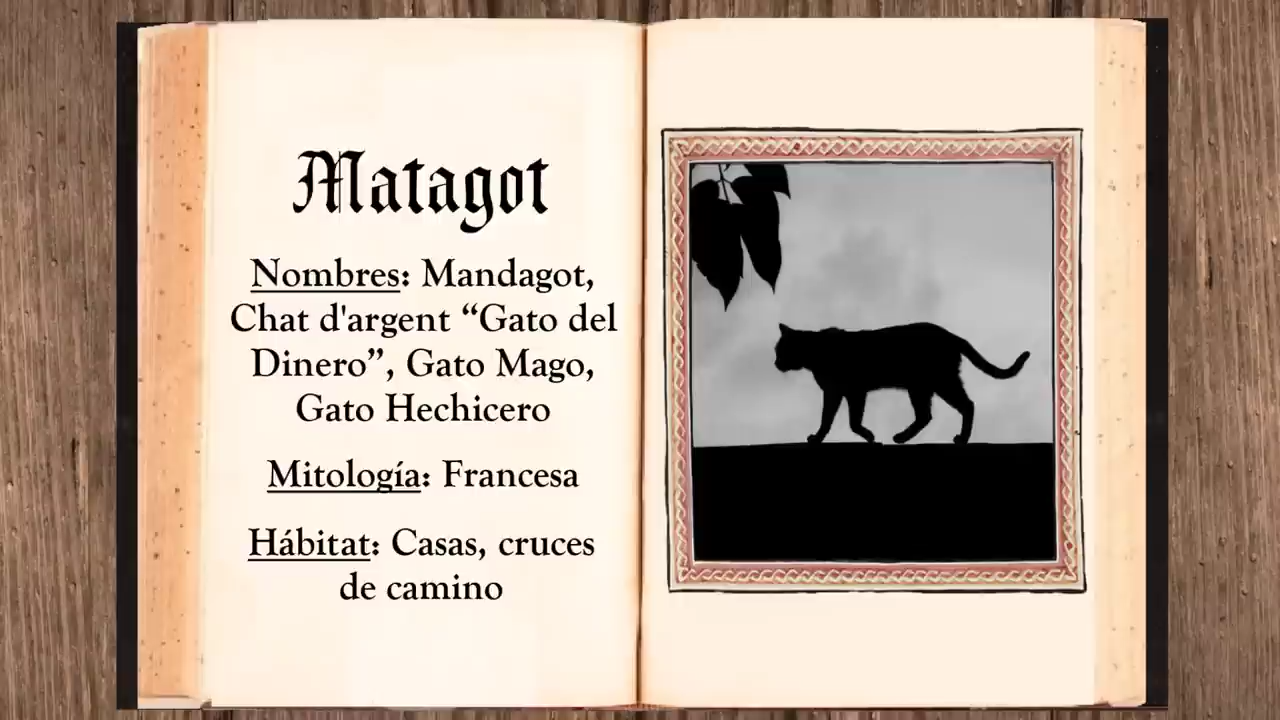 Matagot
Nombres: Mandagot,
Chat d'argent “Gato del
Dinero”, Gato Mago,
Gato Hechicero
Mitología: Francesa
Hábitat: Casas, cruces
de camino